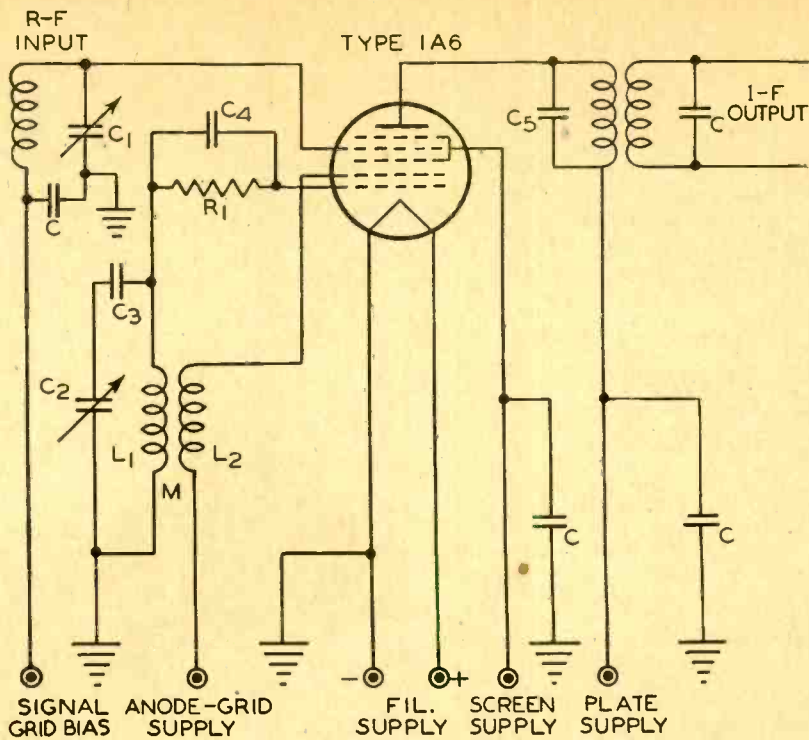 R-F
INPUT
TYPE 1A6
C1
C4
R1
C
C3
C2
L1
L2
M
C5
C
I-F
OUTPUT
C
C
-
+
SIGNAL
GRID BIAS
ANODE-GRID
SUPPLY
FIL.
SUPPLY
SCREEN
SUPPLY
PLATE
SUPPLY